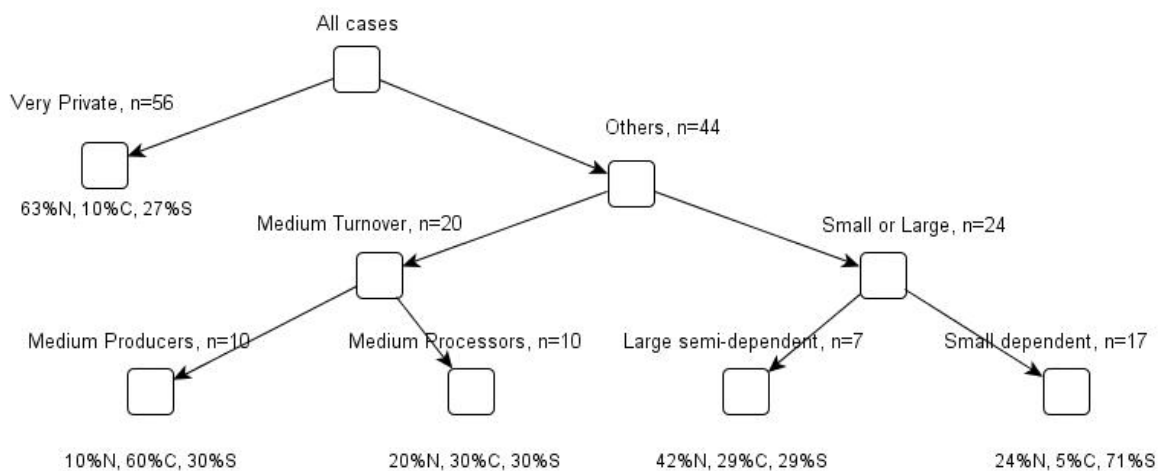 All cases
Very Private, n=56
Others, n=44
63%N, 10%C, 27%S
Medium Turnover, n=20
Small or Large, n=24
Medium Producers, n=10
Medium Processors, n=10
Large semi-dependent, n=7
Small dependent, n=17
10%N, 60%C, 30%S
20%N, 30%C, 30%S
42%N, 29%C, 29%S
24%N, 5%C, 71%S